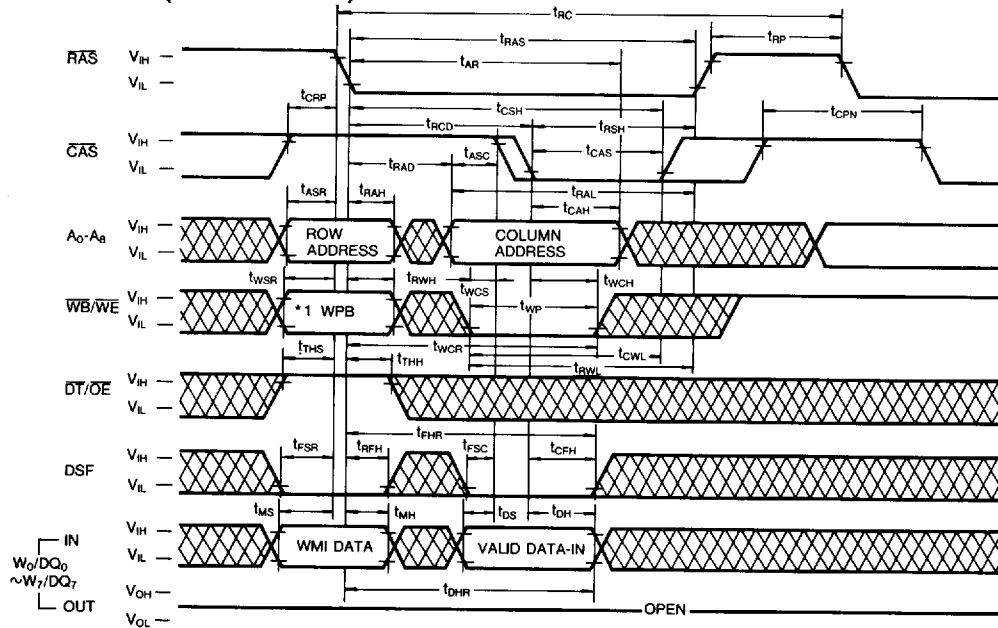 tRC
tRAS
tRP
tAR
RAS VIH
VIL
tCRP
tCSH
tRCD
tRSH
tCPN
CAS VIH
VIL
tRAD
tASC
tCAS
tRAL
tASR
tRAH
tCAH
A0-A8 VIH
VIL
ROW ADDRESS
COLUMN ADDRESS
tWSR
tRWH
tWCS
tWCH
WB/WE VIH
VIL
*1 WPB
tWP
tWCR
tCWL
tRWL
tTHS
tTHH
DT/OE VIH
VIL
tFHR
tFSR
tRFH
tFSC
tCFH
DSF VIH
VIL
tMS
tMH
tDS
tDH
IN VIH
VIL
WMI DATA
VALID DATA-IN
W0/DQ0
~W7/DQ7
tDHR
OUT VOH
VOL
OPEN